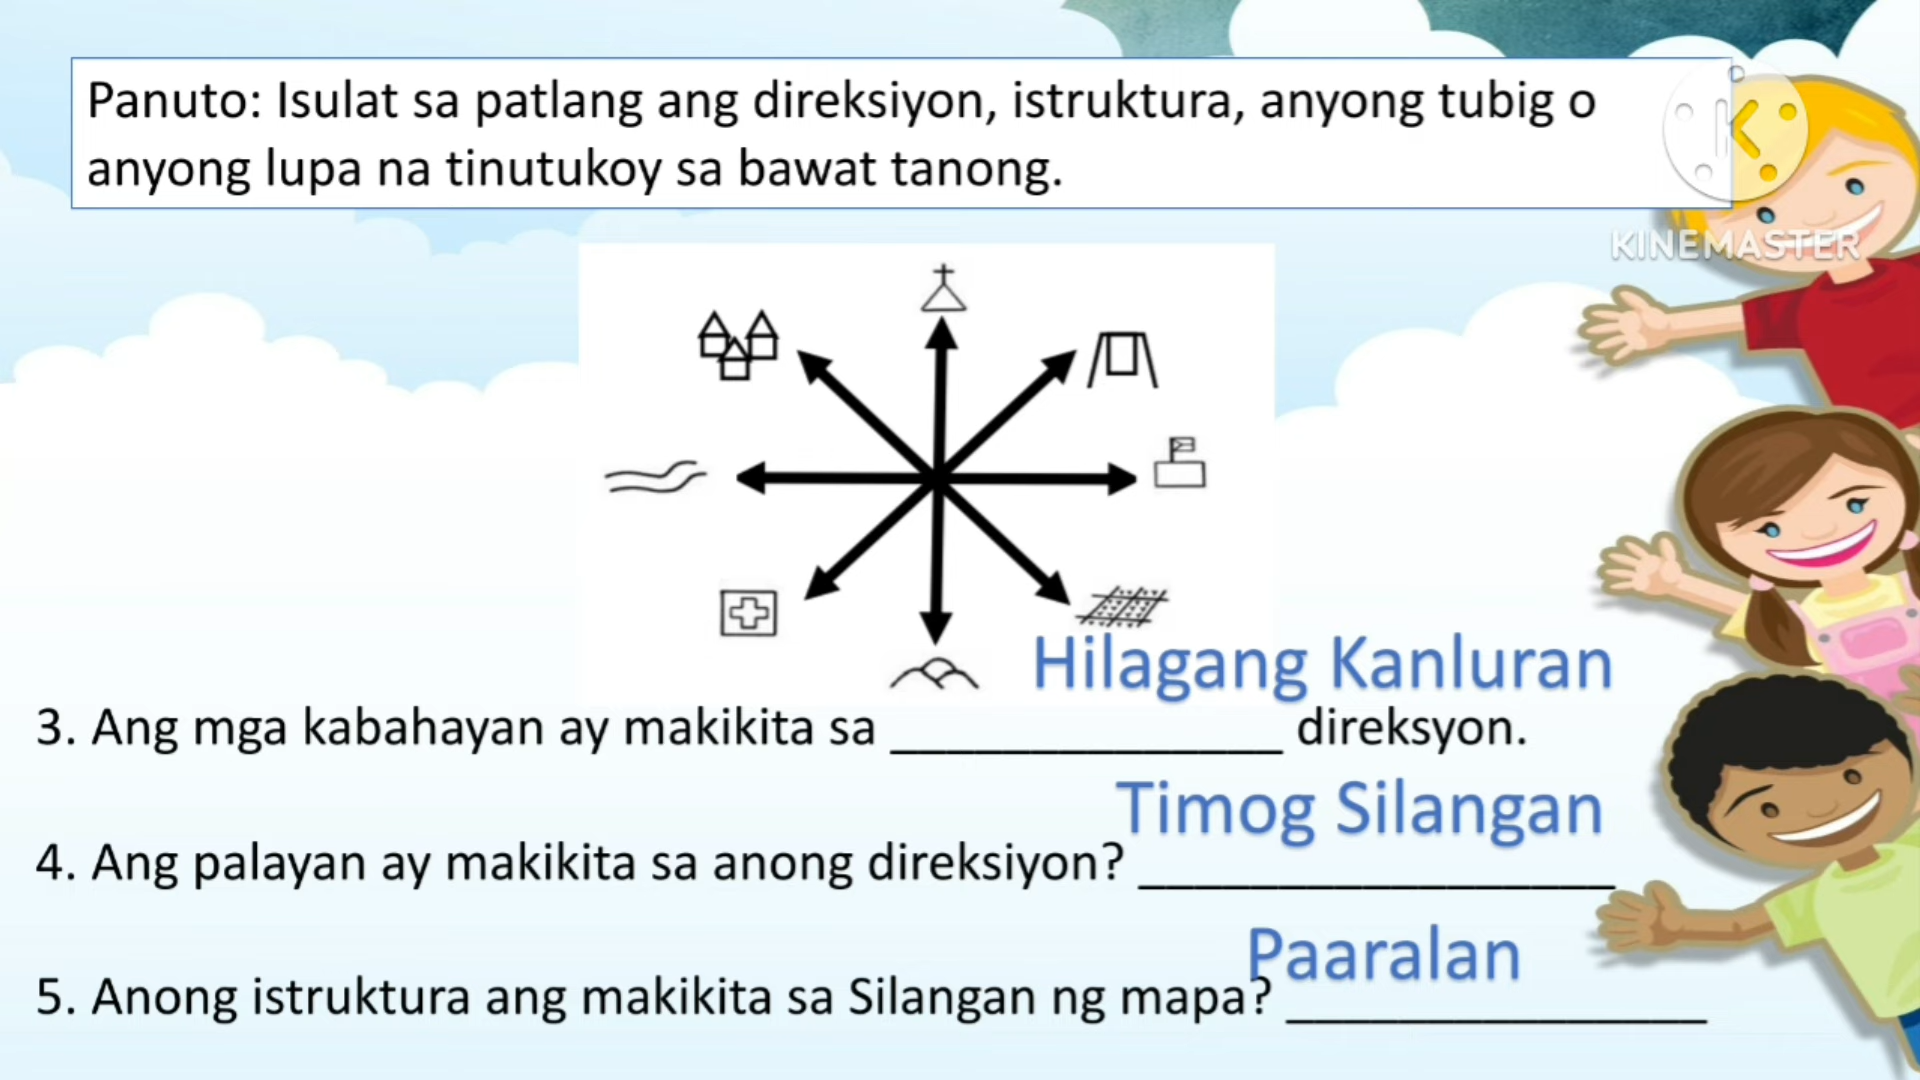 Panuto: Isulat sa patlang ang direksiyon, istruktura, anyong tubig o
anyong lupa na tinutukoy sa bawat tanong.
K
KINEMASTER
Hilagang Kanluran
3. Ang mga kabahayan ay makikita sa ______________ direksyon.
Timog Silangan
4. Ang palayan ay makikita sa anong direksiyon? _________________
Paaralan
5. Anong istruktura ang makikita sa Silangan ng mapa? _______________